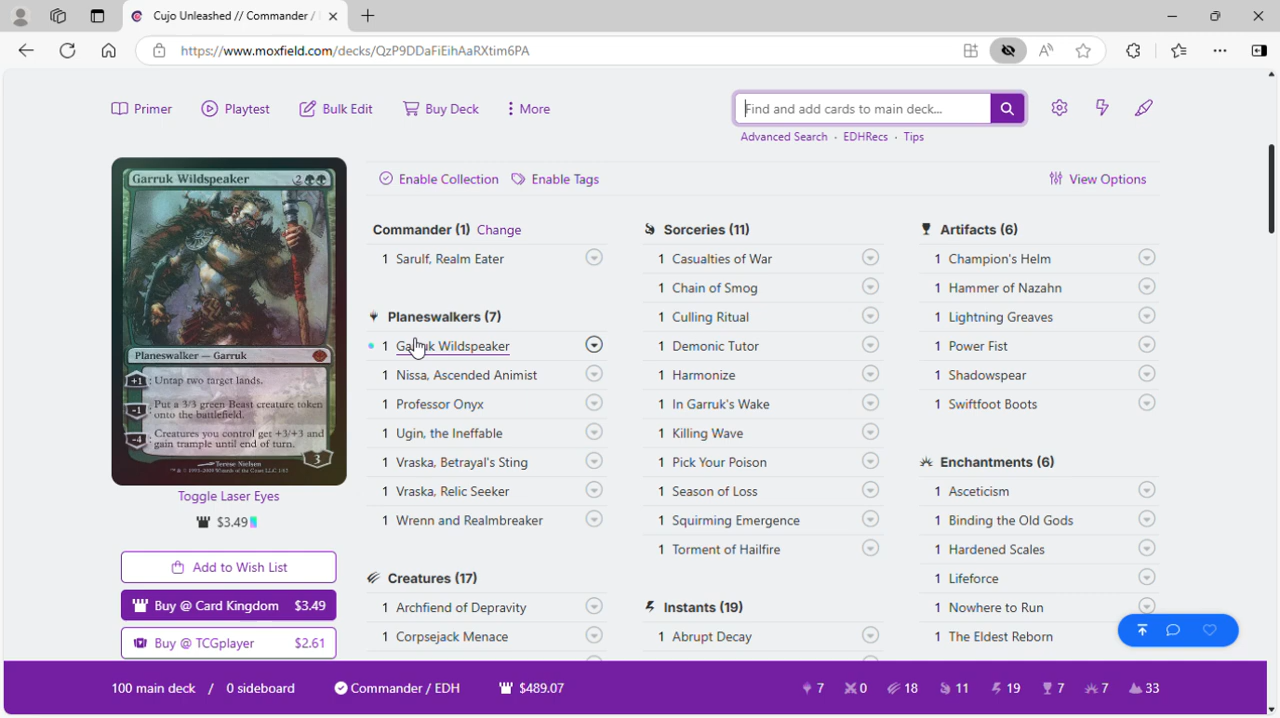 Cujo Unleashed // Commander /
https://www.moxfield.com/decks/QzP9DDaFiEihAaRXtim6PA
Primer
Playtest
Bulk Edit
Buy Deck
More
Find and add cards to main deck...
Advanced Search · EDHRecs · Tips
Garruk Wildspeaker 2
Planeswalker — Garruk
+1 : Untap two target lands.
-1 : Put a 3/3 green Beast creature token
onto the battlefield.
-4 : Creatures you control get +3/+3 and
gain trample until end of turn.
3
Terese Nielsen
Toggle Laser Eyes
$3.49
Add to Wish List
Buy @ Card Kingdom $3.49
Buy @ TCGplayer $2.61
Enable Collection
Enable Tags
View Options
Commander (1) Change
1 Sarulf, Realm Eater
Planeswalkers (7)
1 Garruk Wildspeaker
1 Nissa, Ascended Animist
1 Professor Onyx
1 Ugin, the Ineffable
1 Vraska, Betrayal's Sting
1 Vraska, Relic Seeker
1 Wrenn and Realmbreaker
Creatures (17)
1 Archfiend of Depravity
1 Corpsejack Menace
Sorceries (11)
1 Casualties of War
1 Chain of Smog
1 Culling Ritual
1 Demonic Tutor
1 Harmonize
1 In Garruk's Wake
1 Killing Wave
1 Pick Your Poison
1 Season of Loss
1 Squirming Emergence
1 Torment of Hailfire
Instants (19)
1 Abrupt Decay
Artifacts (6)
1 Champion's Helm
1 Hammer of Nazahn
1 Lightning Greaves
1 Power Fist
1 Shadowspear
1 Swiftfoot Boots
Enchantments (6)
1 Asceticism
1 Binding the Old Gods
1 Hardened Scales
1 Lifeforce
1 Nowhere to Run
1 The Eldest Reborn
100 main deck / 0 sideboard
Commander / EDH
$489.07
7 0 18 11 19 7 7 33